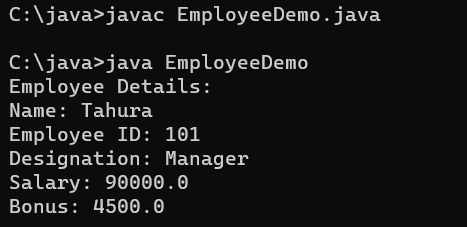 C:\java>javac EmployeeDemo.java
C:\java>java EmployeeDemo
Employee Details:
Name: Tahura
Employee ID: 101
Designation: Manager
Salary: 90000.0
Bonus: 4500.0